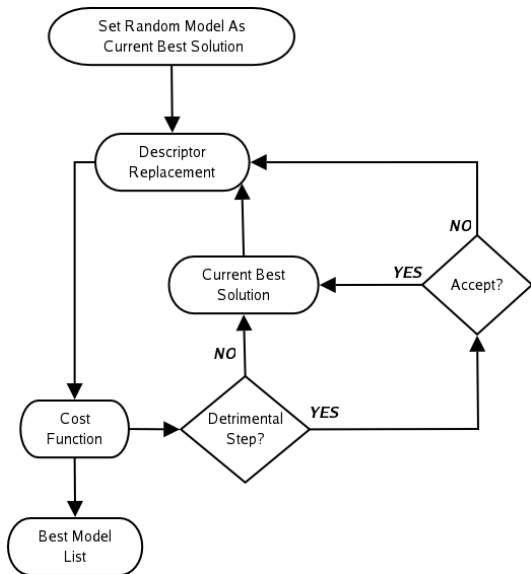 Set Random Model As
Current Best Solution
Descriptor
Replacement
NO
Current Best
Solution
YES
Accept?
NO
Cost
Function
Detrimental
Step?
YES
Best Model
List